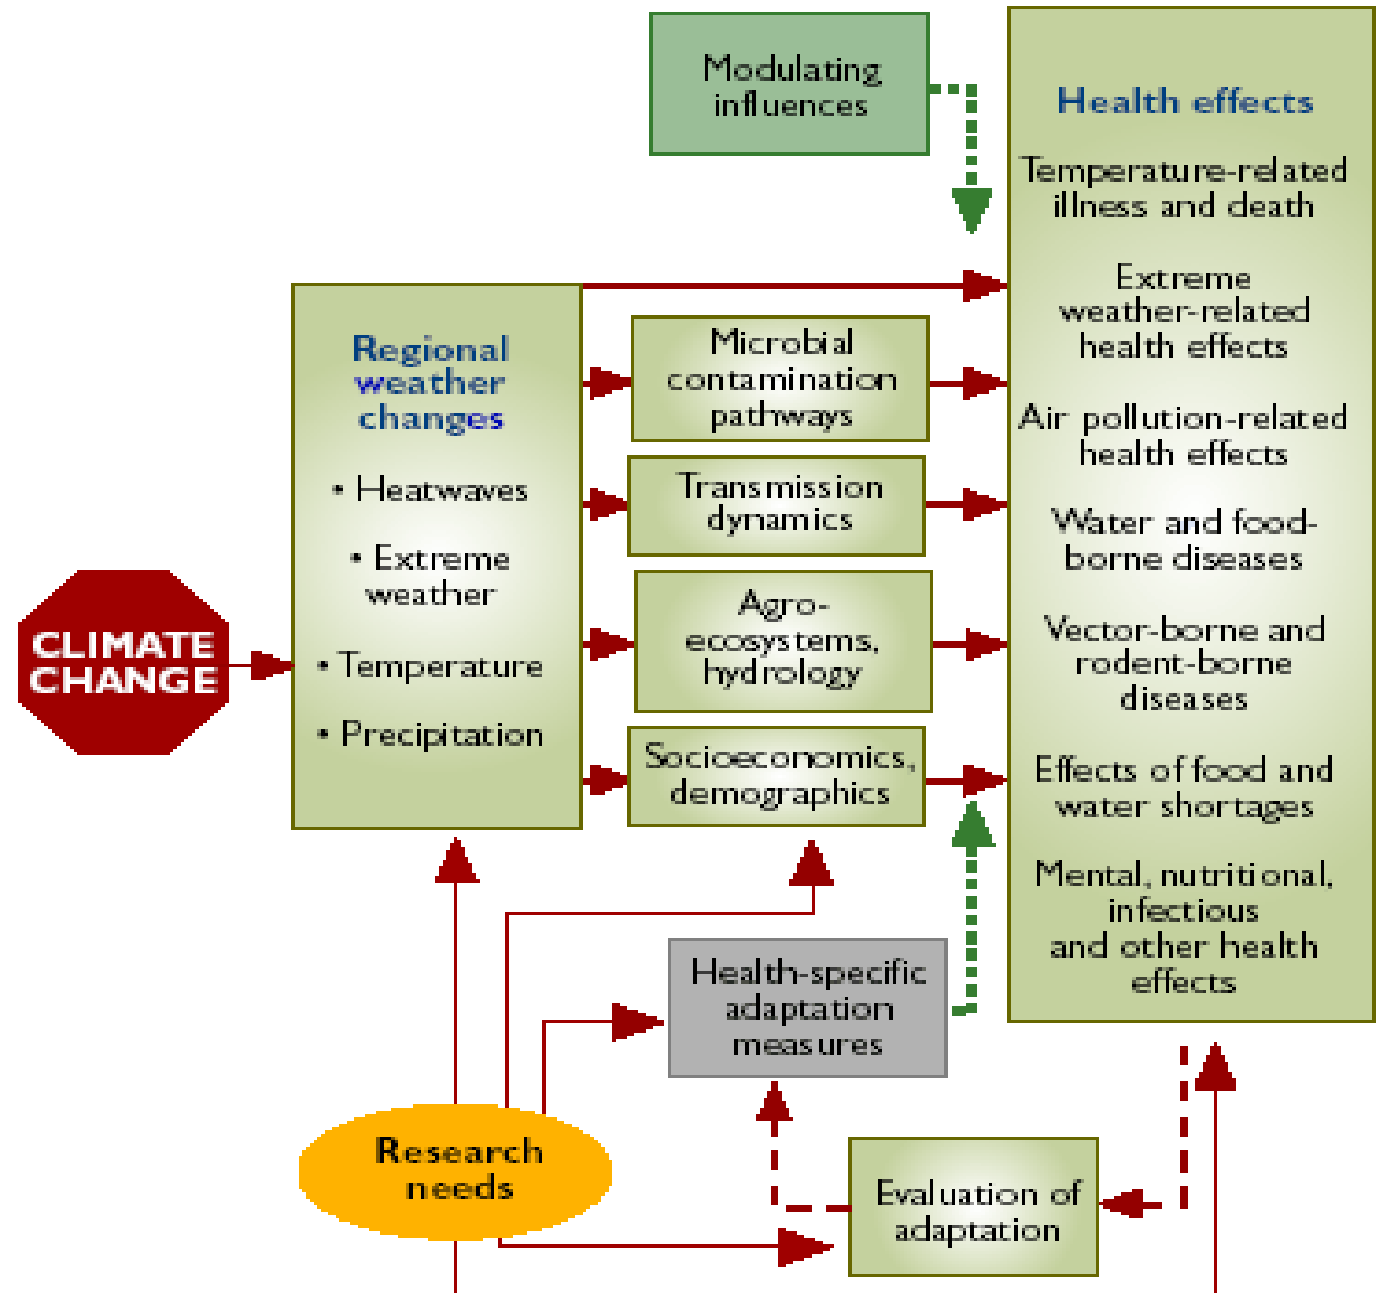 Modulating
influences
Health effects
Temperature-related
illness and death
Extreme
weather-related
health effects
Air pollution-related
health effects
Water and food-
borne diseases
Vector-borne and
rodent-borne
diseases
Effects of food and
water shortages
Mental, nutritional,
infectious
and other health
effects
Regional
weather
changes
• Heatwaves
• Extreme
weather
• Temperature
• Precipitation
Microbial
contamination
pathways
Transmission
dynamics
Agro-
ecosystems,
hydrology
Socioeconomics,
demographics
CLIMATE
CHANGE
Health-specific
adaptation
measures
Research
needs
Evaluation of
adaptation